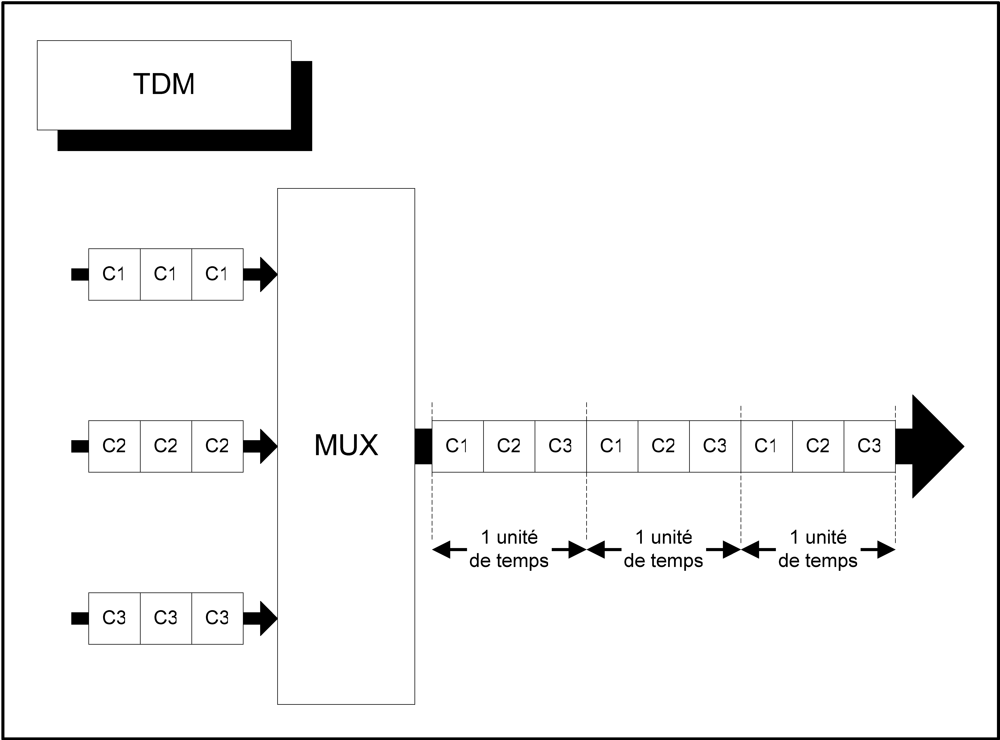 TDM
C1 C1 C1
C2 C2 C2
MUX
C1 C2 C3 C1 C2 C3 C1 C2 C3
1 unité
de temps
1 unité
de temps
1 unité
de temps
C3 C3 C3